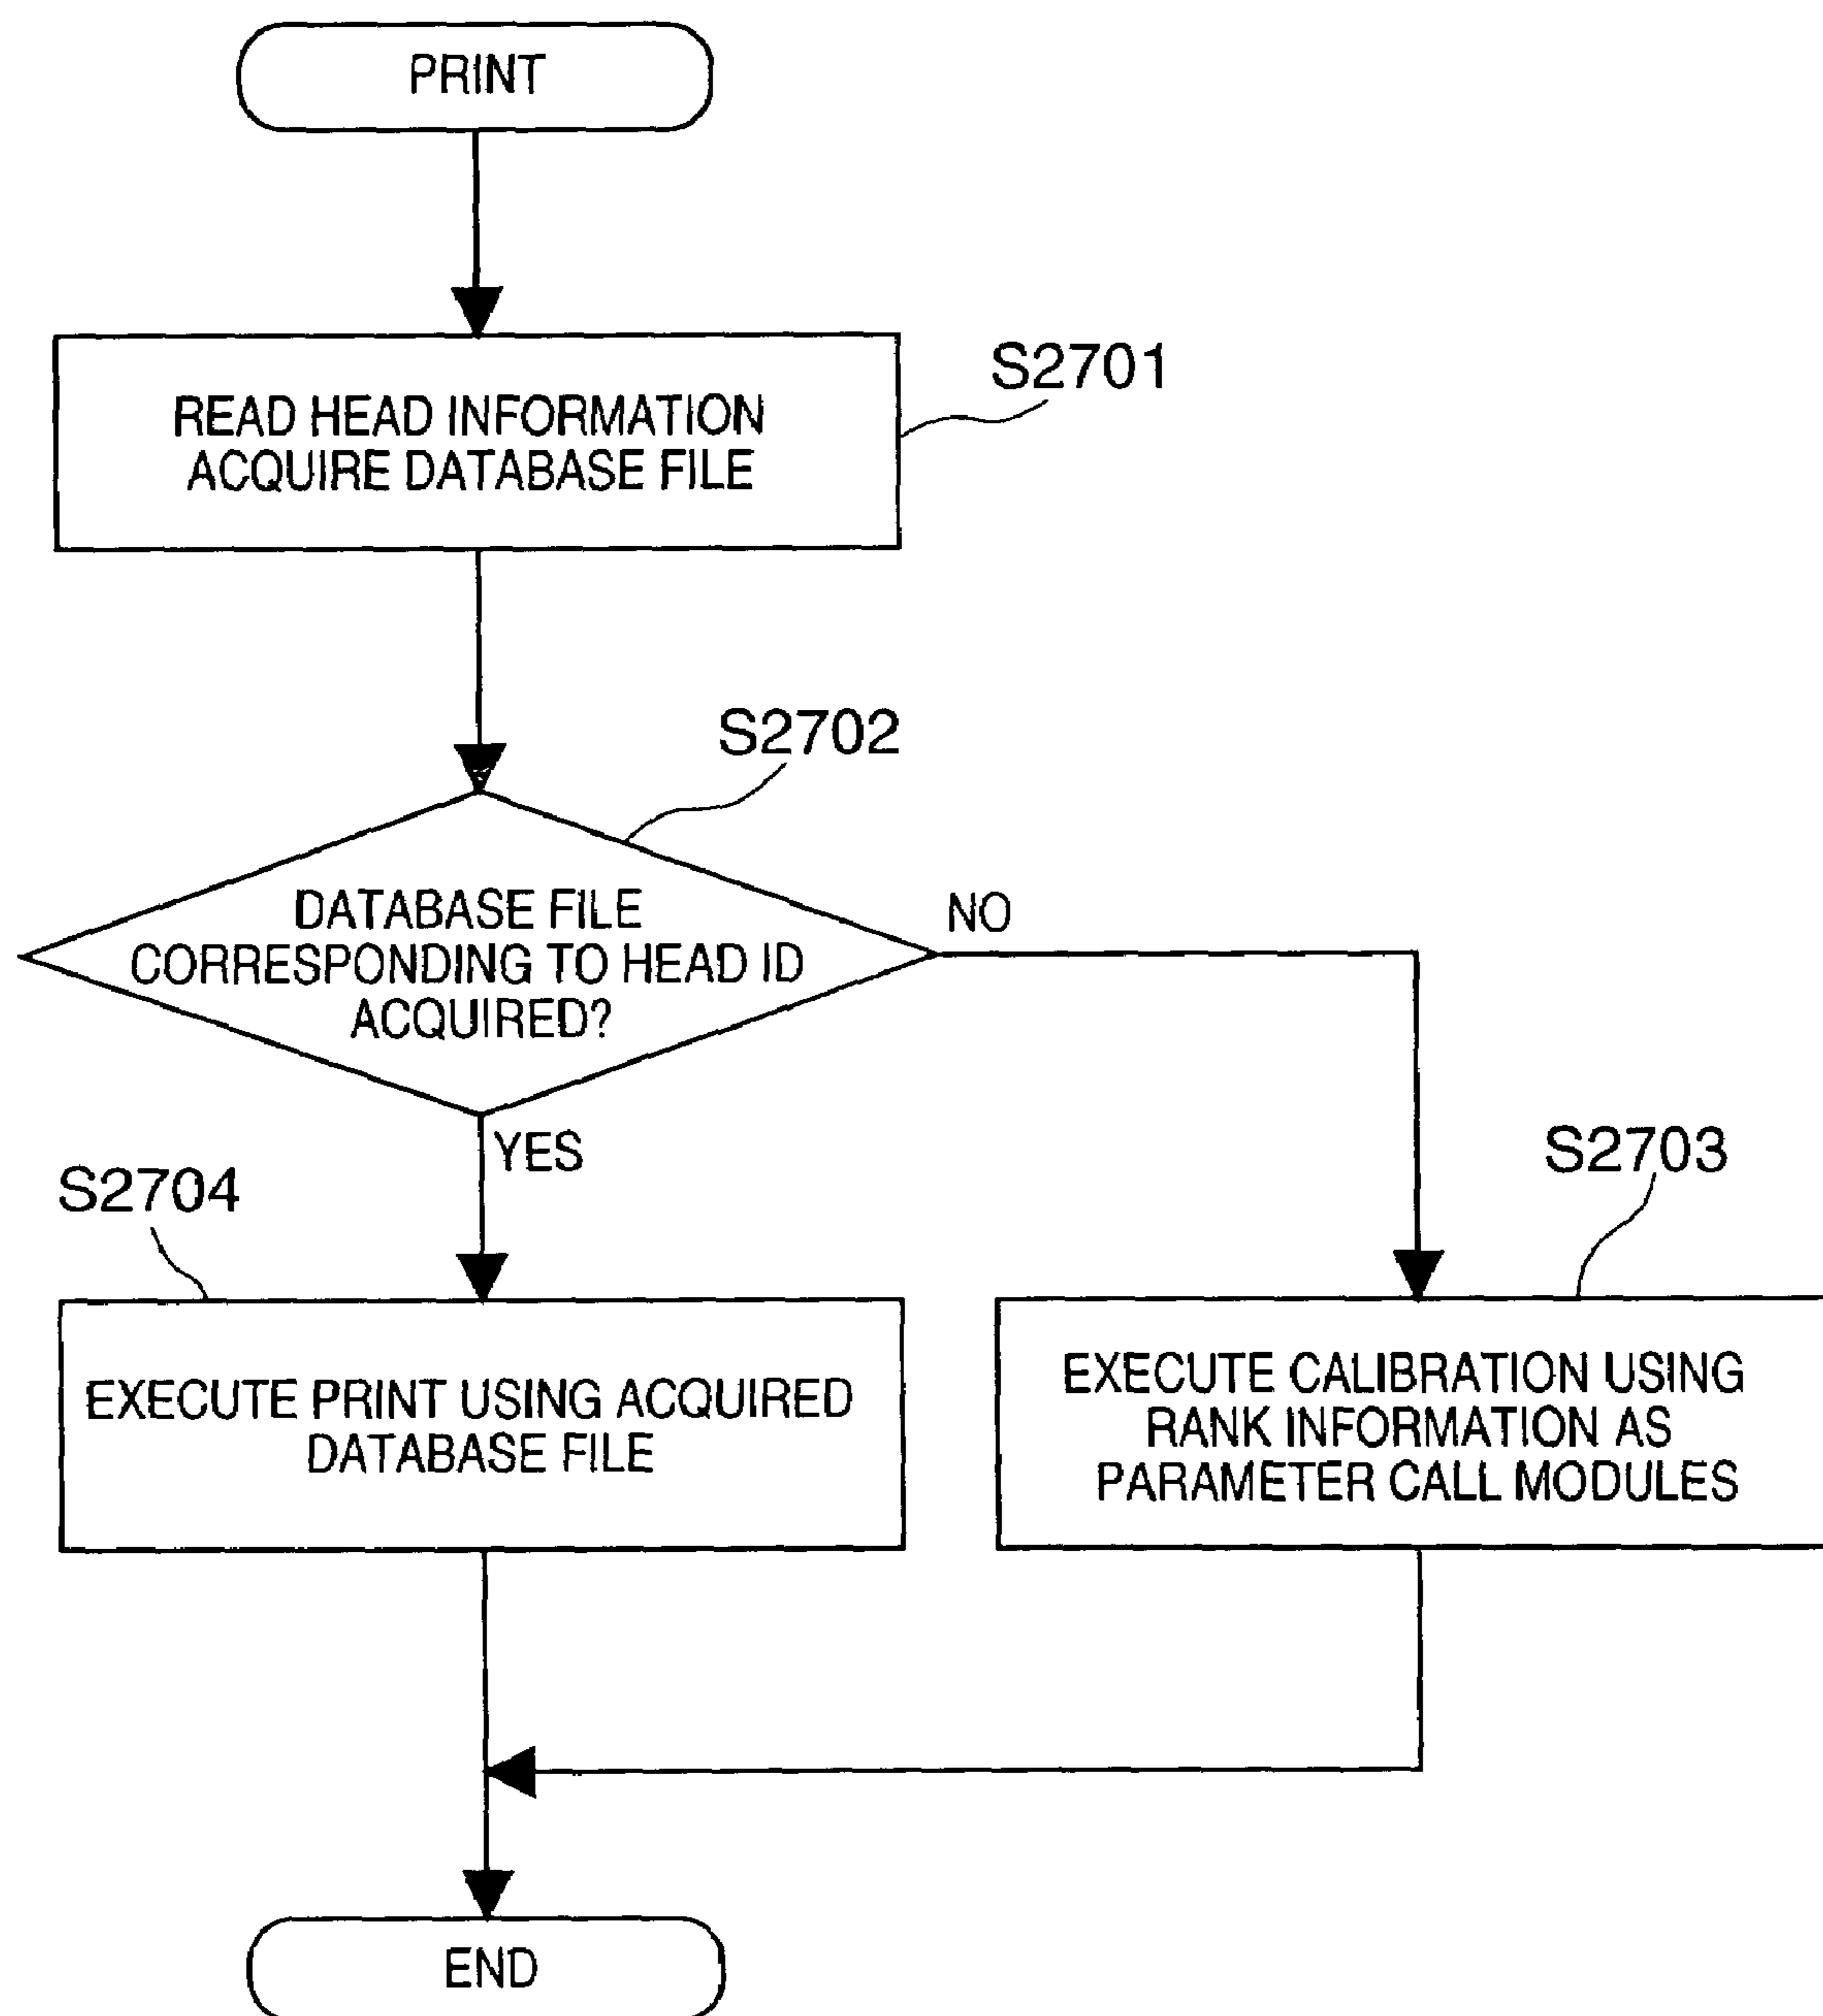 PRINT
S2701
READ HEAD INFORMATION
ACQUIRE DATABASE FILE
S2702
DATABASE FILE
CORRESPONDING TO HEAD ID
ACQUIRED?
NO
YES
S2704
S2703
EXECUTE PRINT USING ACQUIRED
DATABASE FILE
EXECUTE CALIBRATION USING
RANK INFORMATION AS
PARAMETER CALL MODULES
END